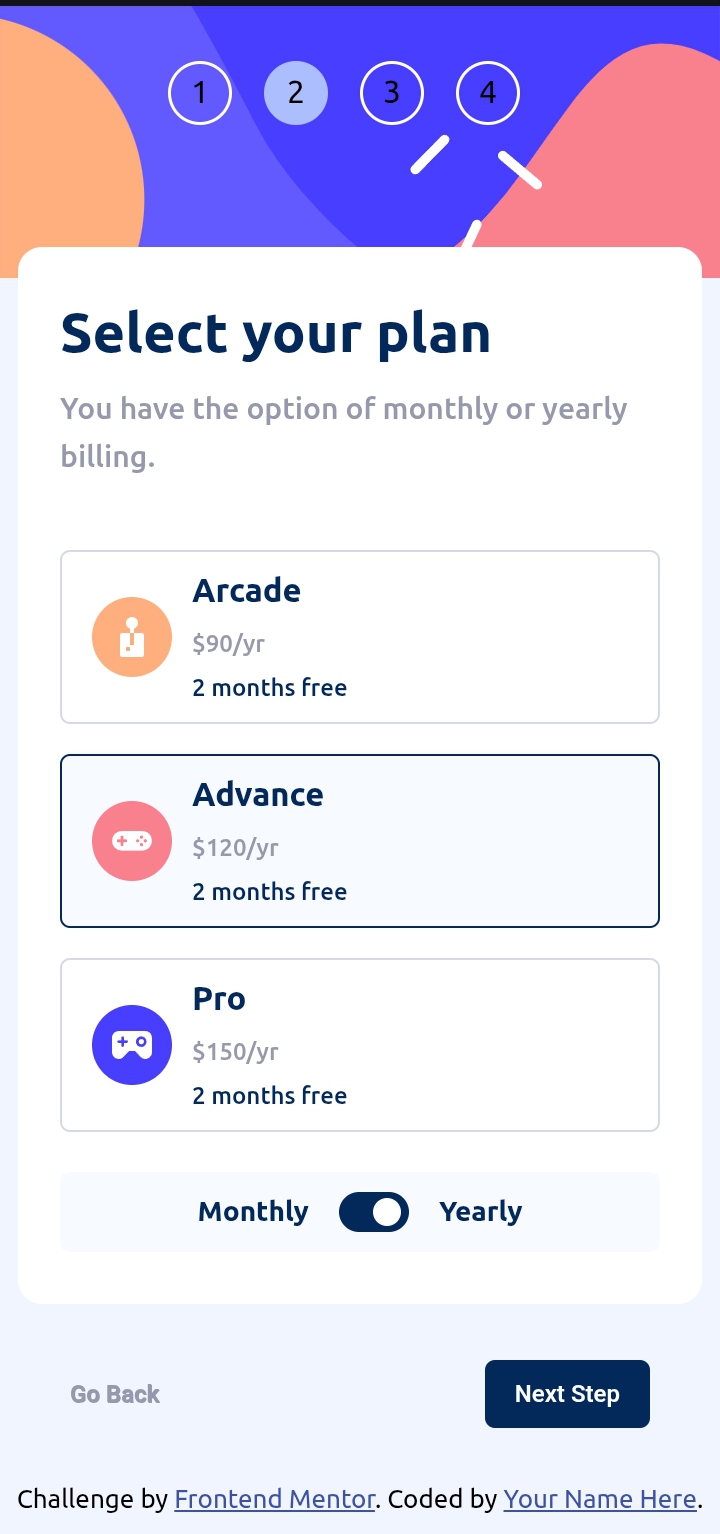 1 2 3 4
Select your plan
You have the option of monthly or yearly
billing.
Arcade
$90/yr
2 months free
Advance
$120/yr
2 months free
Pro
$150/yr
2 months free
Monthly Yearly
Go Back Next Step
Challenge by Frontend Mentor. Coded by Your Name Here.